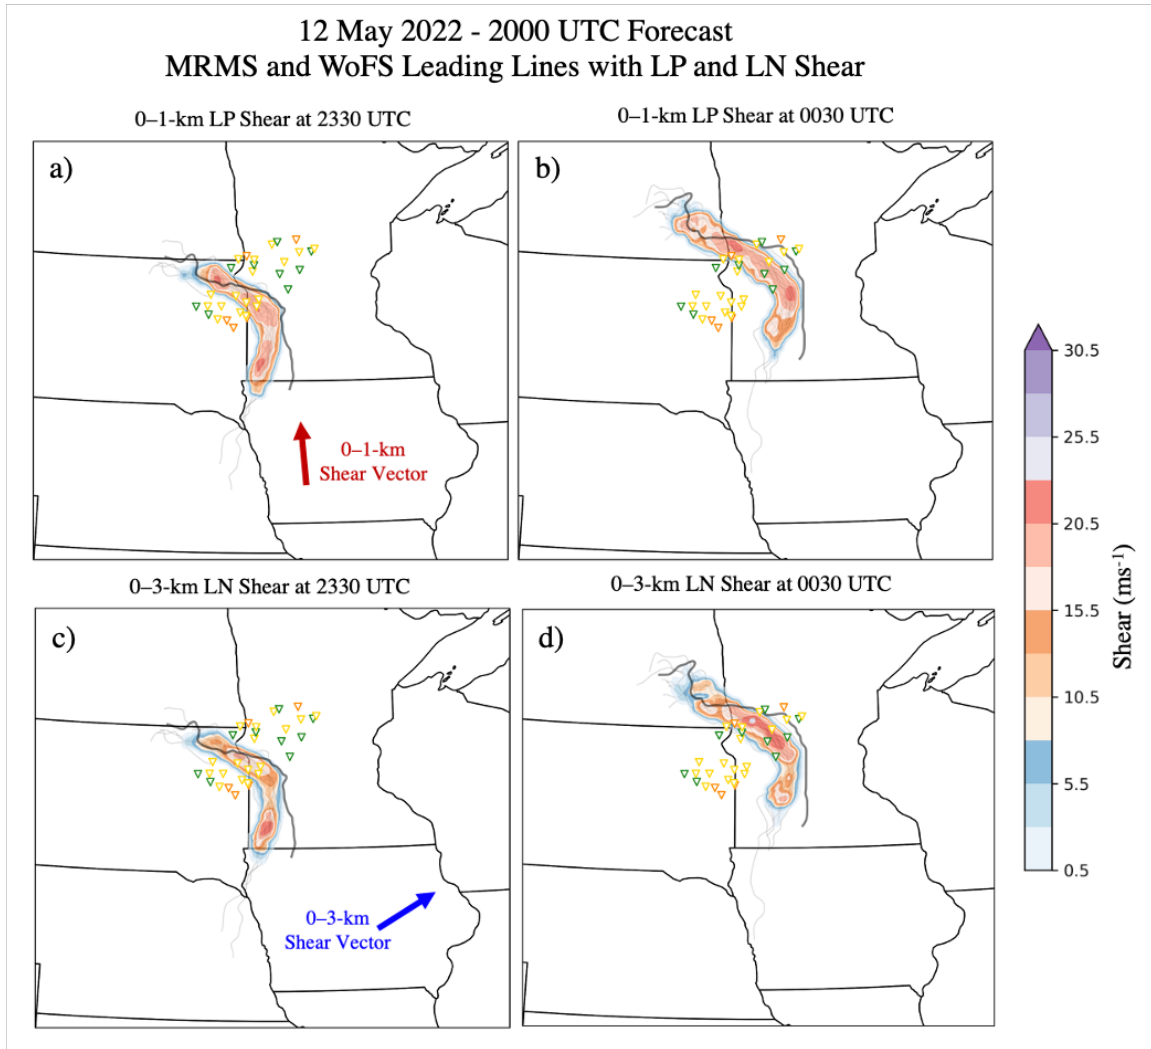 12 May 2022 - 2000 UTC Forecast
MRMS and WoFS Leading Lines with LP and LN Shear
0–1-km LP Shear at 2330 UTC
0–1-km LP Shear at 0030 UTC
a)
b)
0–1-km
Shear Vector
0–3-km LN Shear at 2330 UTC
0–3-km LN Shear at 0030 UTC
c)
d)
0–3-km
Shear Vector
30.5
25.5
20.5
15.5
10.5
5.5
0.5
Shear (ms⁻¹)